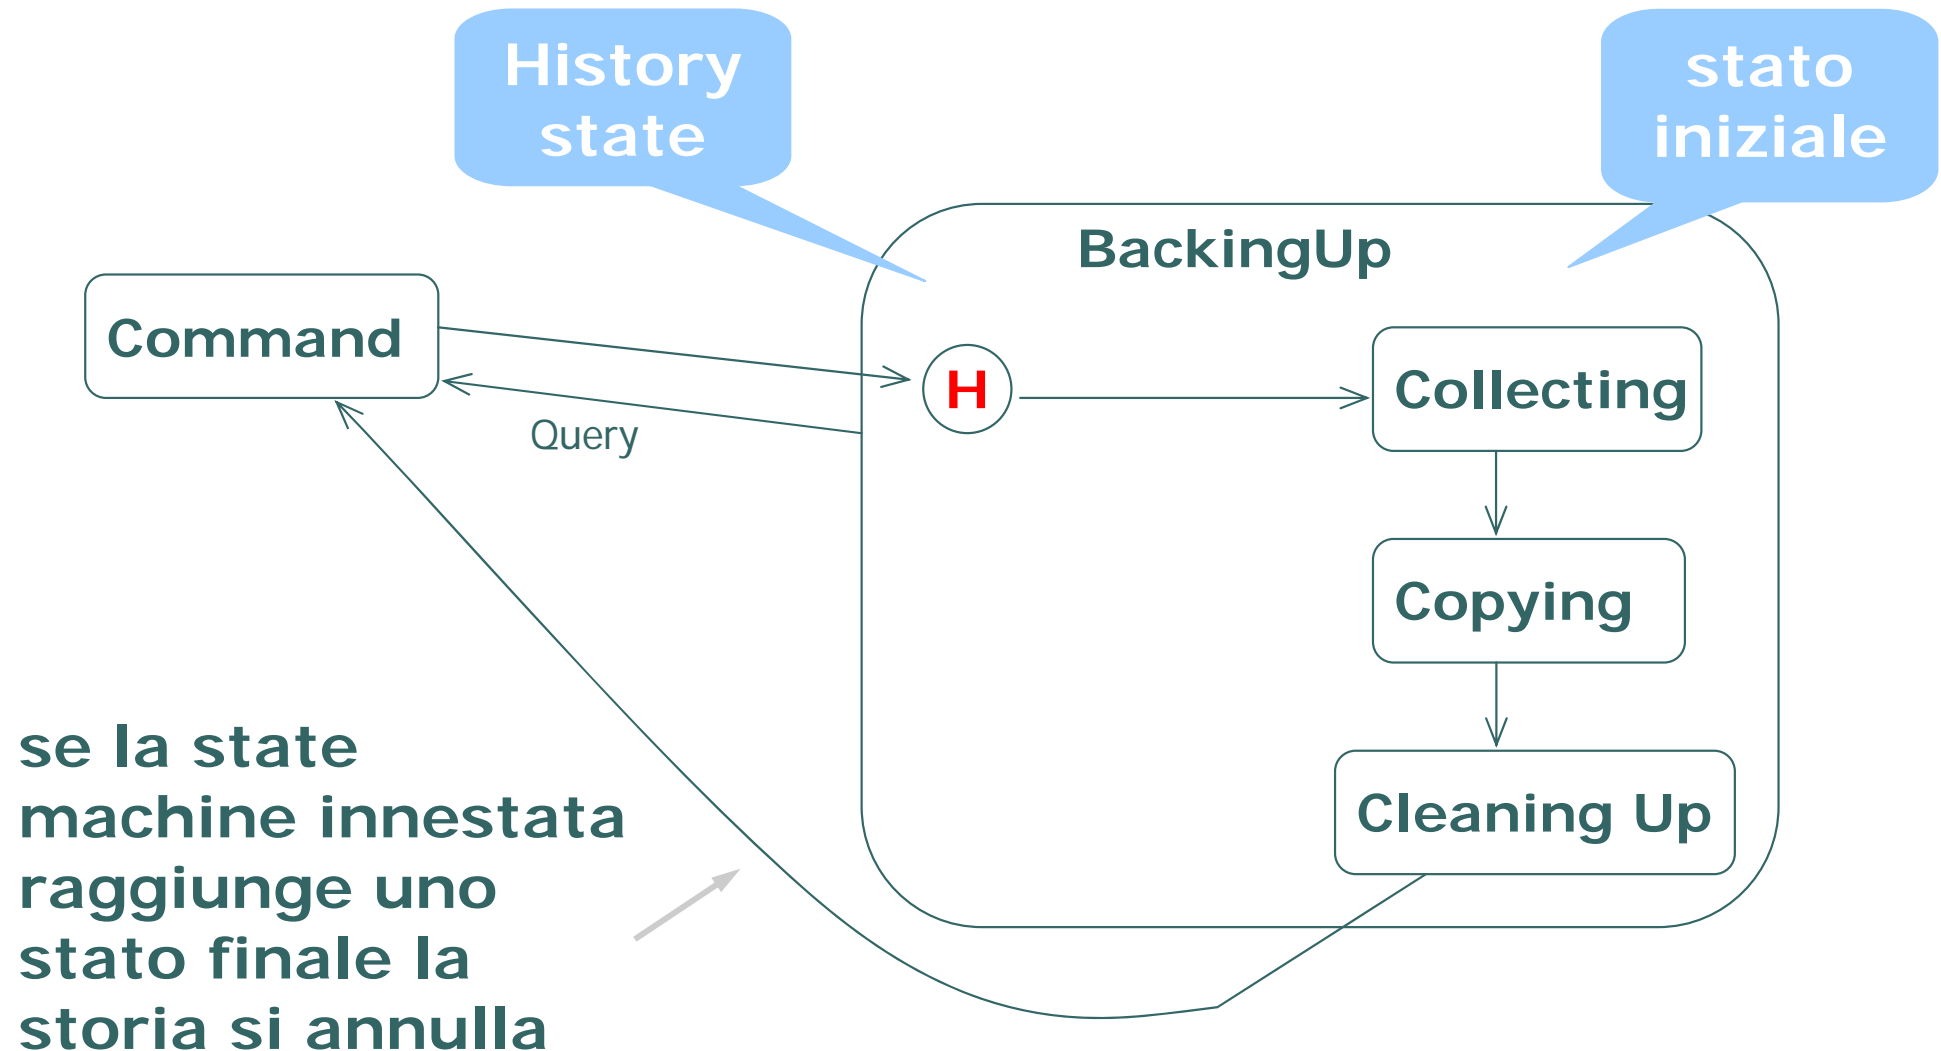 History
state
stato
iniziale
BackingUp
Command
H
Collecting
Query
Copying
Cleaning Up
se la state
machine innestata
raggiunge uno
stato finale la
storia si annulla